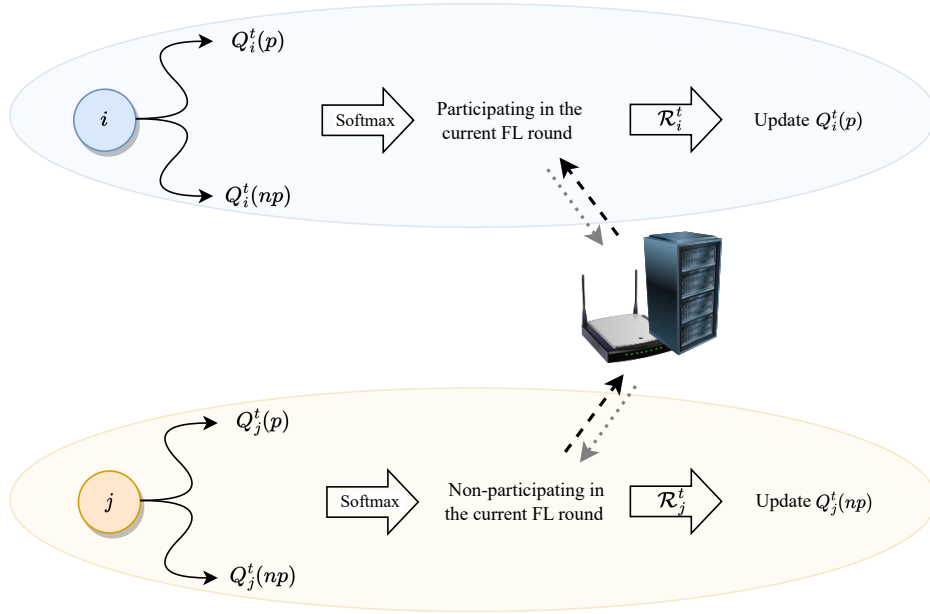 Q_i^t(p)
i
Softmax
Participating in the
current FL round
ℛ_i^t
Update Q_i^t(p)
Q_i^t(np)
Q_j^t(p)
j
Softmax
Non-participating in
the current FL round
ℛ_j^t
Update Q_j^t(np)
Q_j^t(np)